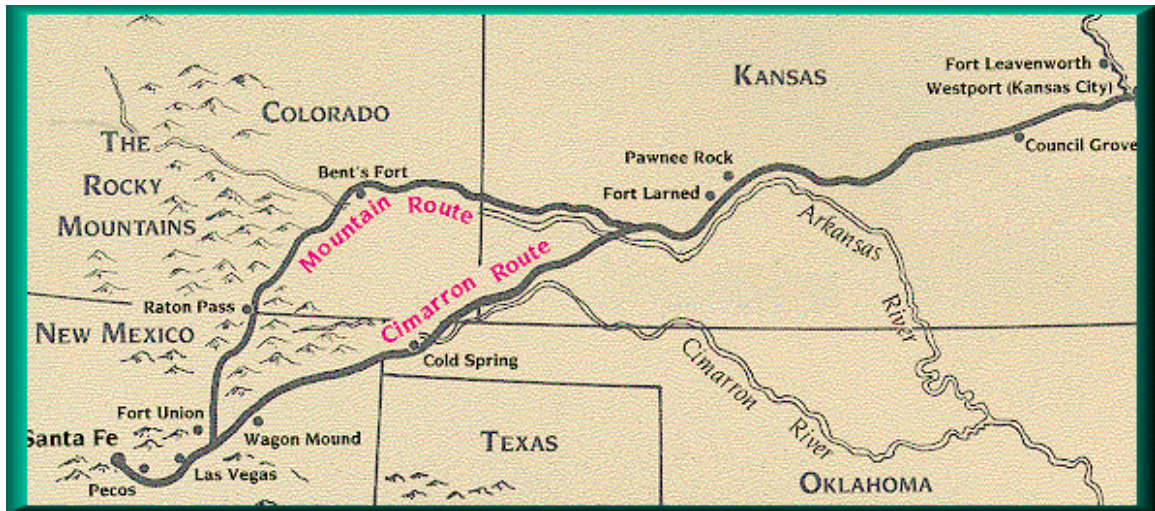 KANSAS
Fort Leavenworth
Westport (Kansas City)
COLORADO
THE
ROCKY
MOUNTAINS
Council Grove
Pawnee Rock
Bent's Fort
Fort Larned
Mountain Route
Arkansas
River
Cimarron Route
Raton Pass
NEW MEXICO
Cold Spring
Cimarron
River
Fort Union
Santa Fe
Wagon Mound
TEXAS
Las Vegas
Pecos
OKLAHOMA